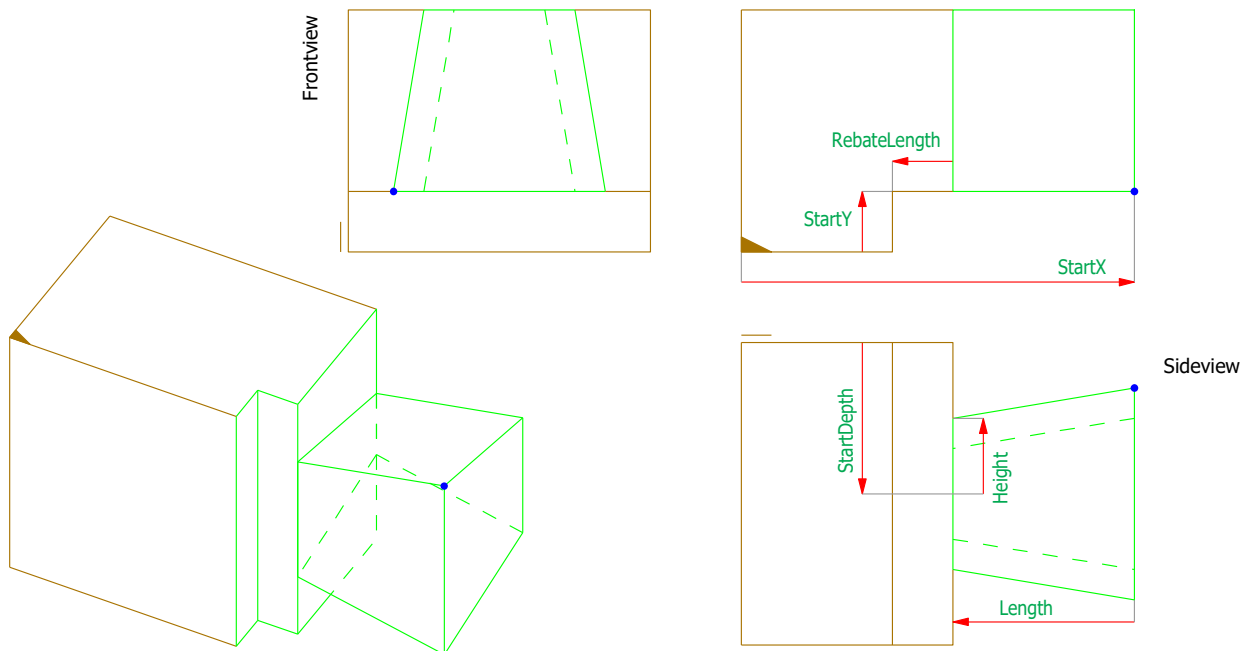 Frontview
RebateLength
StartY
StartX
Sideview
StartDepth
Height
Length